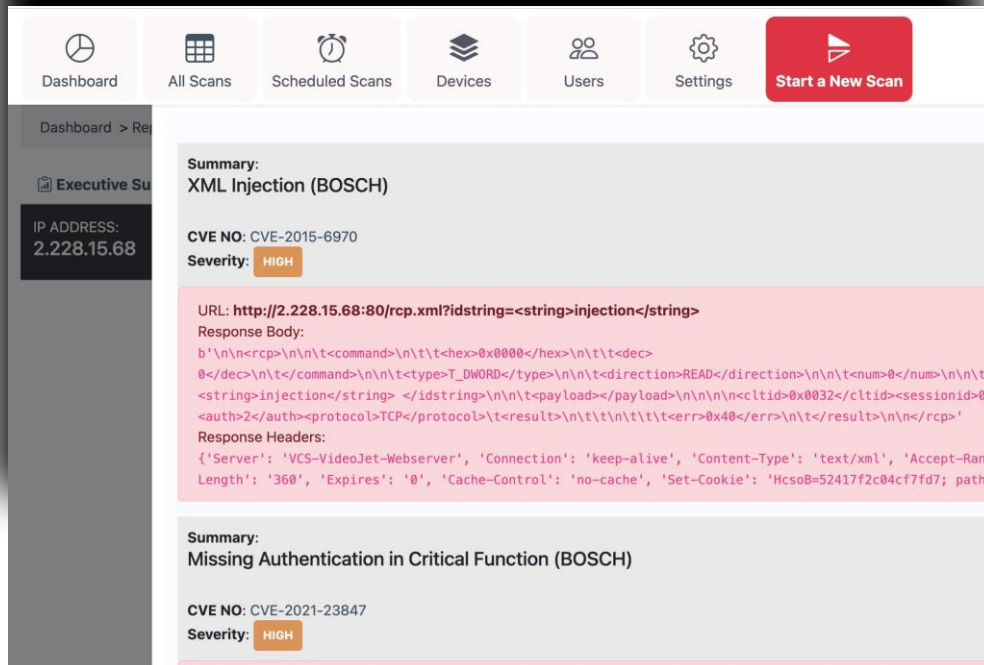 Dashboard
All Scans
Scheduled Scans
Devices
Users
Settings
Start a New Scan
Dashboard > Rep
Executive Su
IP ADDRESS:
2.228.15.68
Summary:
XML Injection (BOSCH)
CVE NO: CVE-2015-6970
Severity: HIGH
URL: http://2.228.15.68:80/rcp.xml?idstring=<string>injection</string>
Response Body:
b'\n\n<rcp>\n\n\t<command>\n\t\t<hex>0x0000</hex>\n\t\t<dec>
0</dec>\n\t</command>\n\n\t<type>T_DWORD</type>\n\n\t<direction>READ</direction>\n\n\t<num>0</num>\n\n\t
<string>injection</string> </idstring>\n\n\t<payload></payload>\n\n\n\n<cltid>0x0032</cltid><sessionid>0
<auth>2</auth><protocol>TCP</protocol>\t<result>\n\t\t\n\t\t\t<err>0x40</err>\n\t</result>\n\n</rcp>'
Response Headers:
{'Server': 'VCS-VideoJet-Webserver', 'Connection': 'keep-alive', 'Content-Type': 'text/xml', 'Accept-Ran
Length': '360', 'Expires': '0', 'Cache-Control': 'no-cache', 'Set-Cookie': 'HcsoB=52417f2c04cf7fd7; path
Summary:
Missing Authentication in Critical Function (BOSCH)
CVE NO: CVE-2021-23847
Severity: HIGH